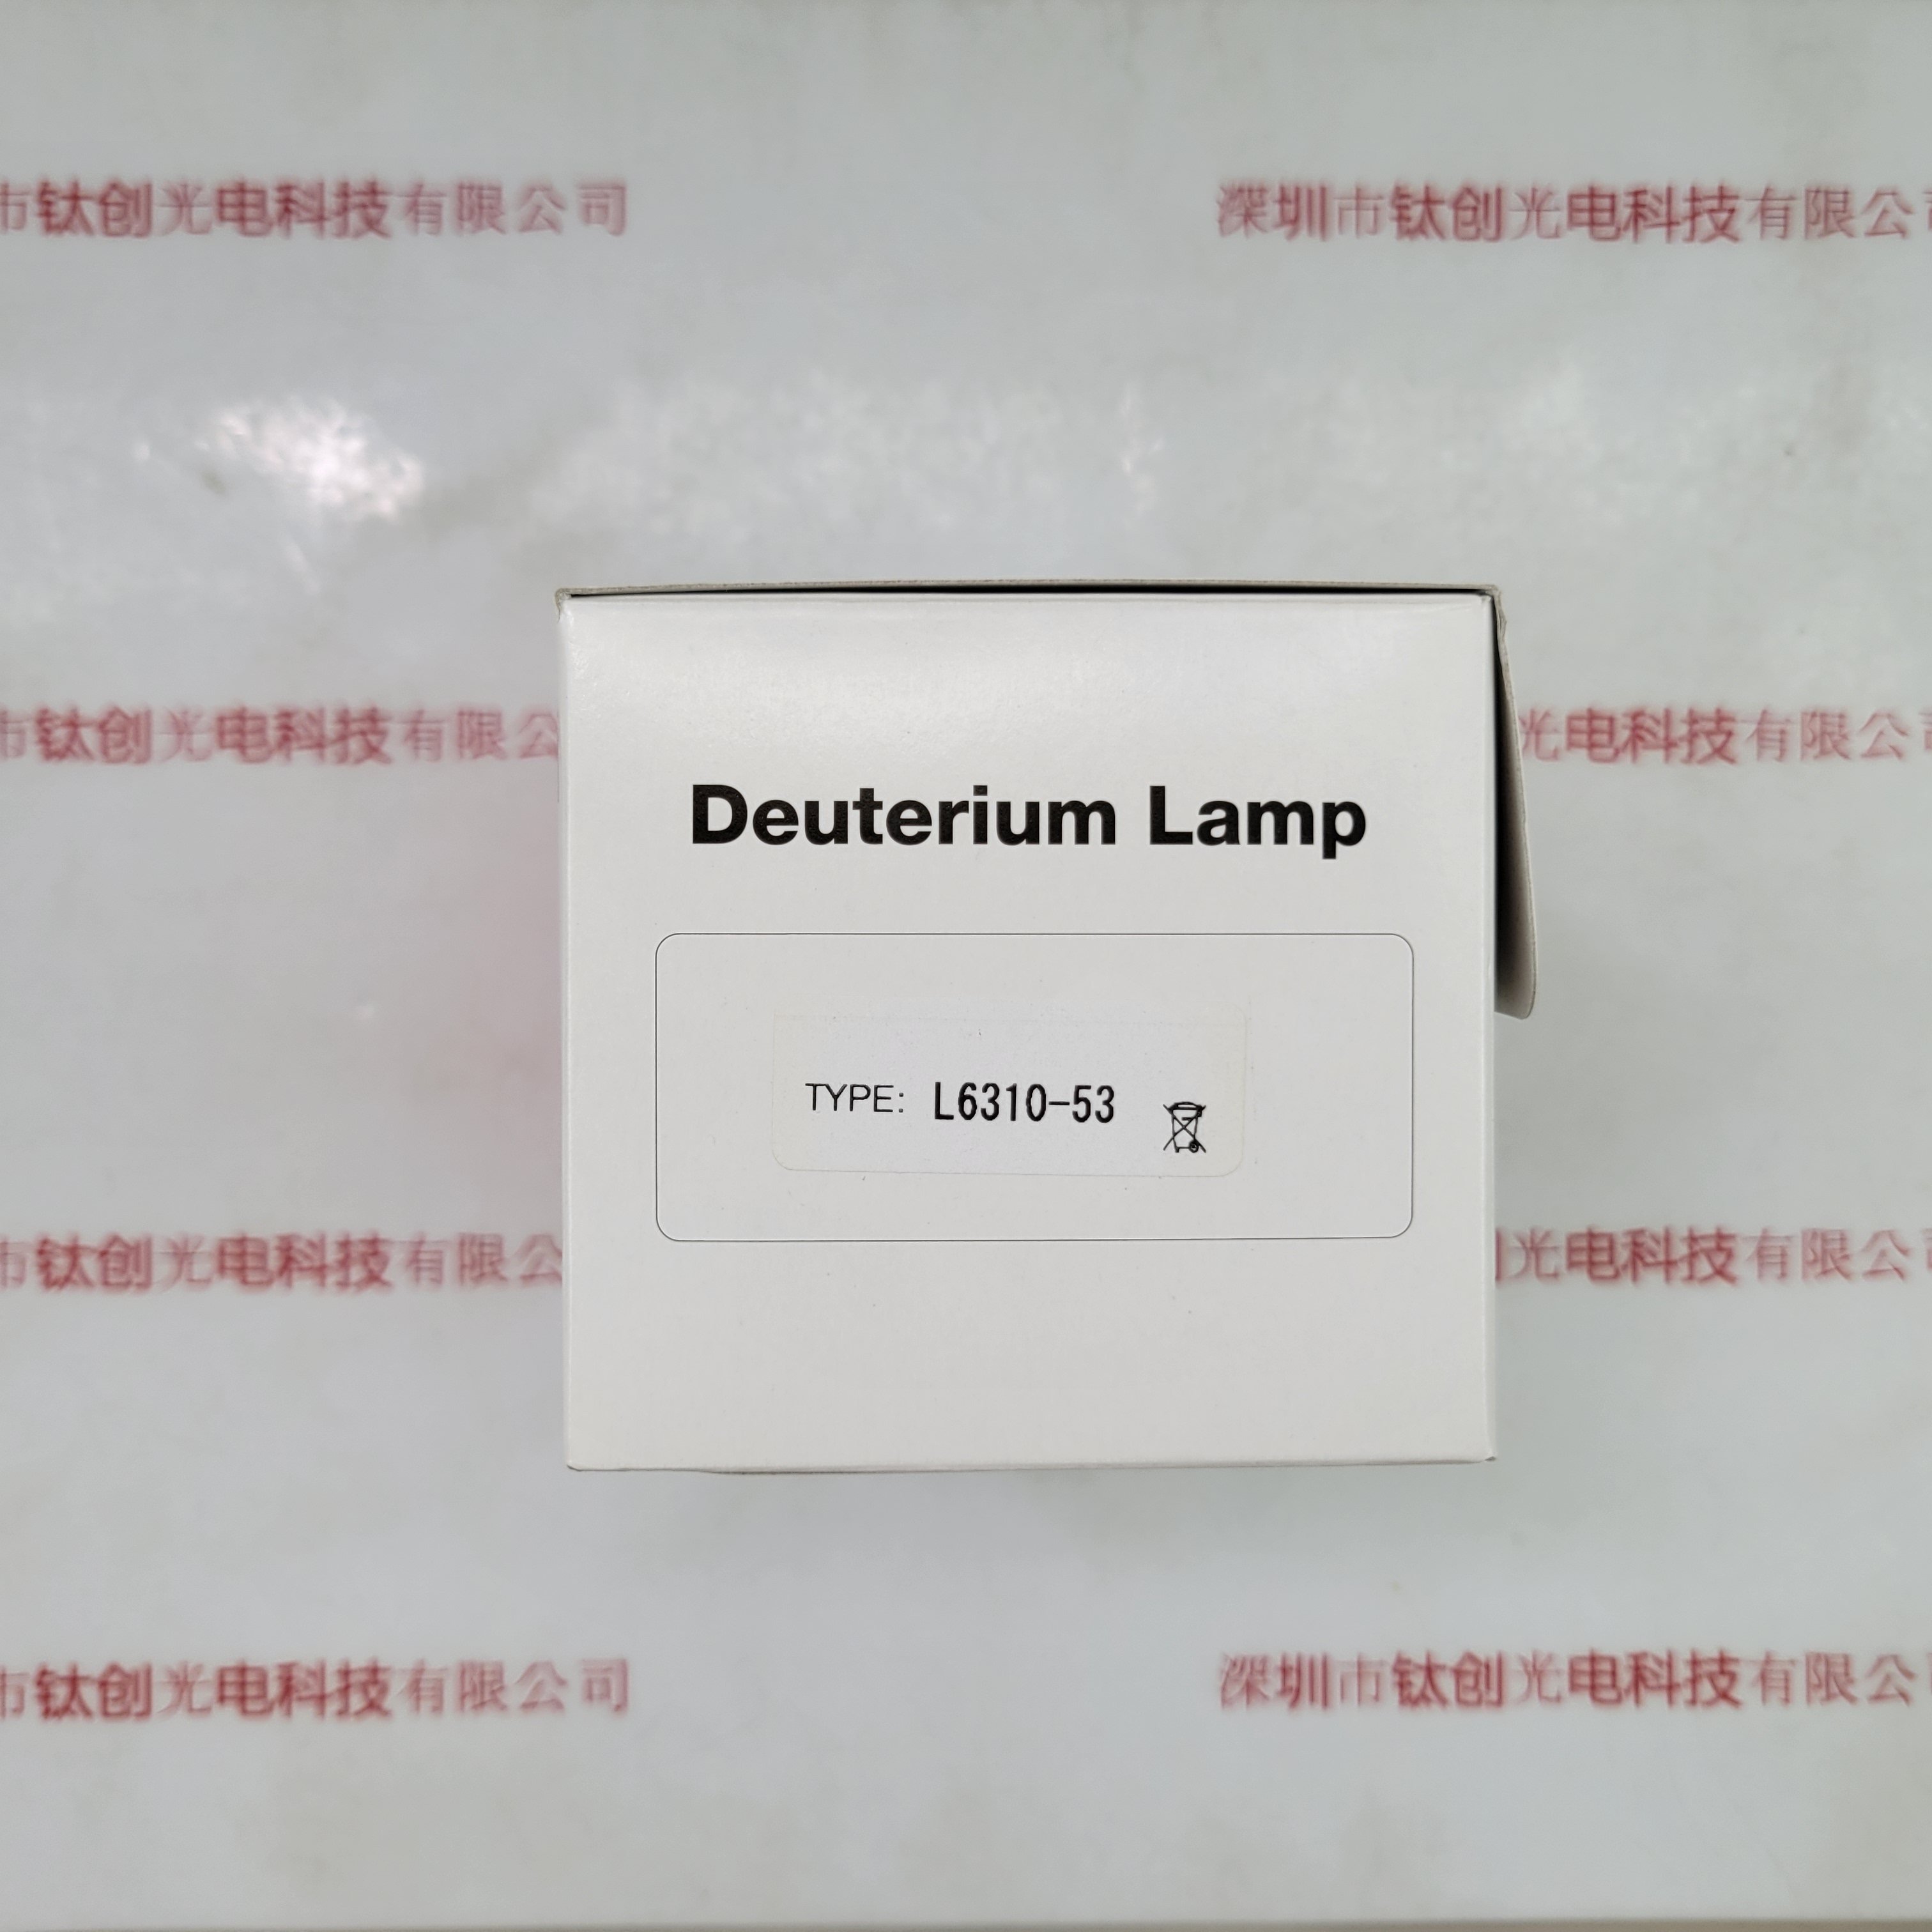 市钛创光电科技有限公司
深圳市钛创光电科技有限公
市钛创光电科技有限公
光电科技有限公司
Deuterium Lamp
TYPE: L6310-53
市钛创光电科技有限公
光电科技有限公
市钛创光电科技有限公司
深圳市钛创光电科技有限公